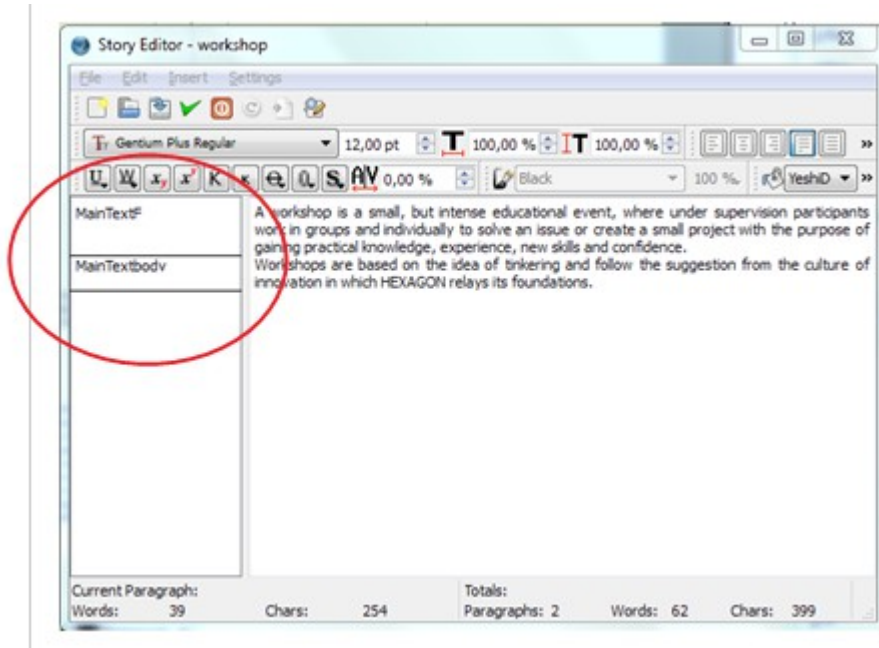 Story Editor - workshop
File Edit Insert Settings
Gentium Plus Regular 12,00 pt 100,00 % 100,00 % »
0,00 % Black 100 % YeshiD »
MainTextF
MainTextbody
A workshop is a small, but intense educational event, where under supervision participants
work in groups and individually to solve an issue or create a small project with the purpose of
gaining practical knowledge, experience, new skills and confidence.
Workshops are based on the idea of tinkering and follow the suggestion from the culture of
innovation in which HEXAGON relays its foundations.
Current Paragraph: Totals:
Words: 39 Chars: 254 Paragraphs: 2 Words: 62 Chars: 399